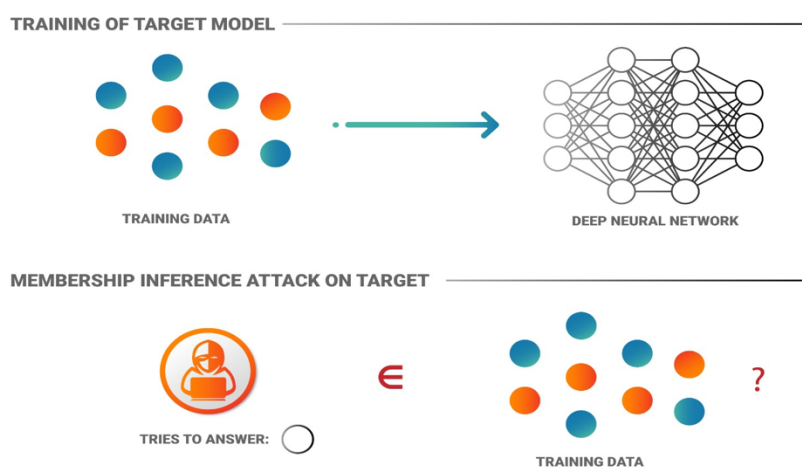 TRAINING OF TARGET MODEL
TRAINING DATA
DEEP NEURAL NETWORK
MEMBERSHIP INFERENCE ATTACK ON TARGET
∈
?
TRIES TO ANSWER:
TRAINING DATA